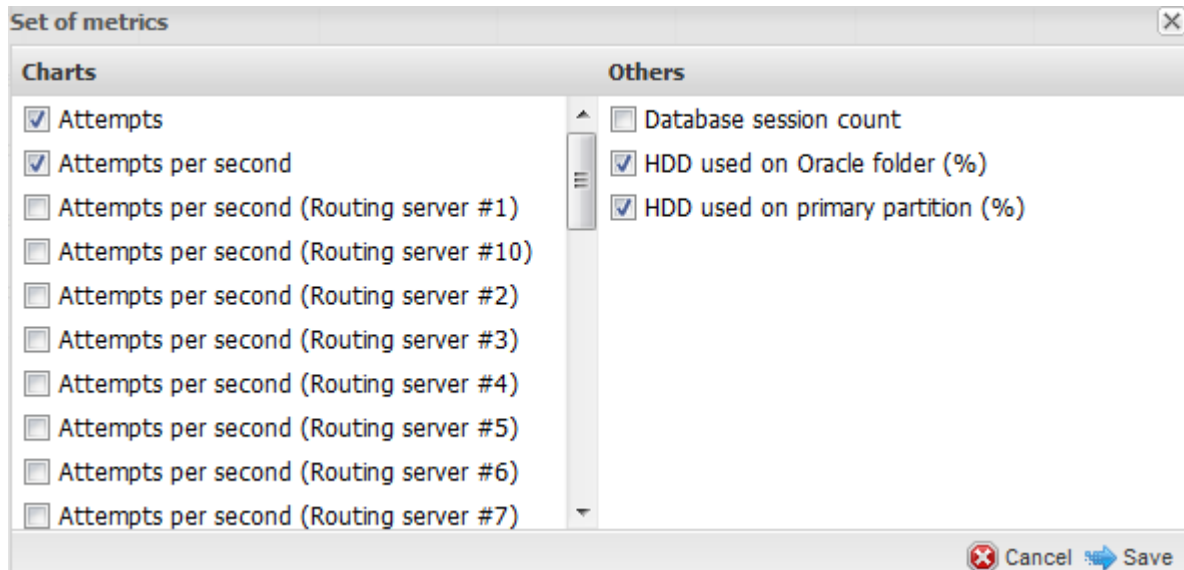 Set of metrics
Charts
Attempts
Attempts per second
Attempts per second (Routing server #1)
Attempts per second (Routing server #10)
Attempts per second (Routing server #2)
Attempts per second (Routing server #3)
Attempts per second (Routing server #4)
Attempts per second (Routing server #5)
Attempts per second (Routing server #6)
Attempts per second (Routing server #7)
Others
Database session count
HDD used on Oracle folder (%)
HDD used on primary partition (%)
Cancel Save